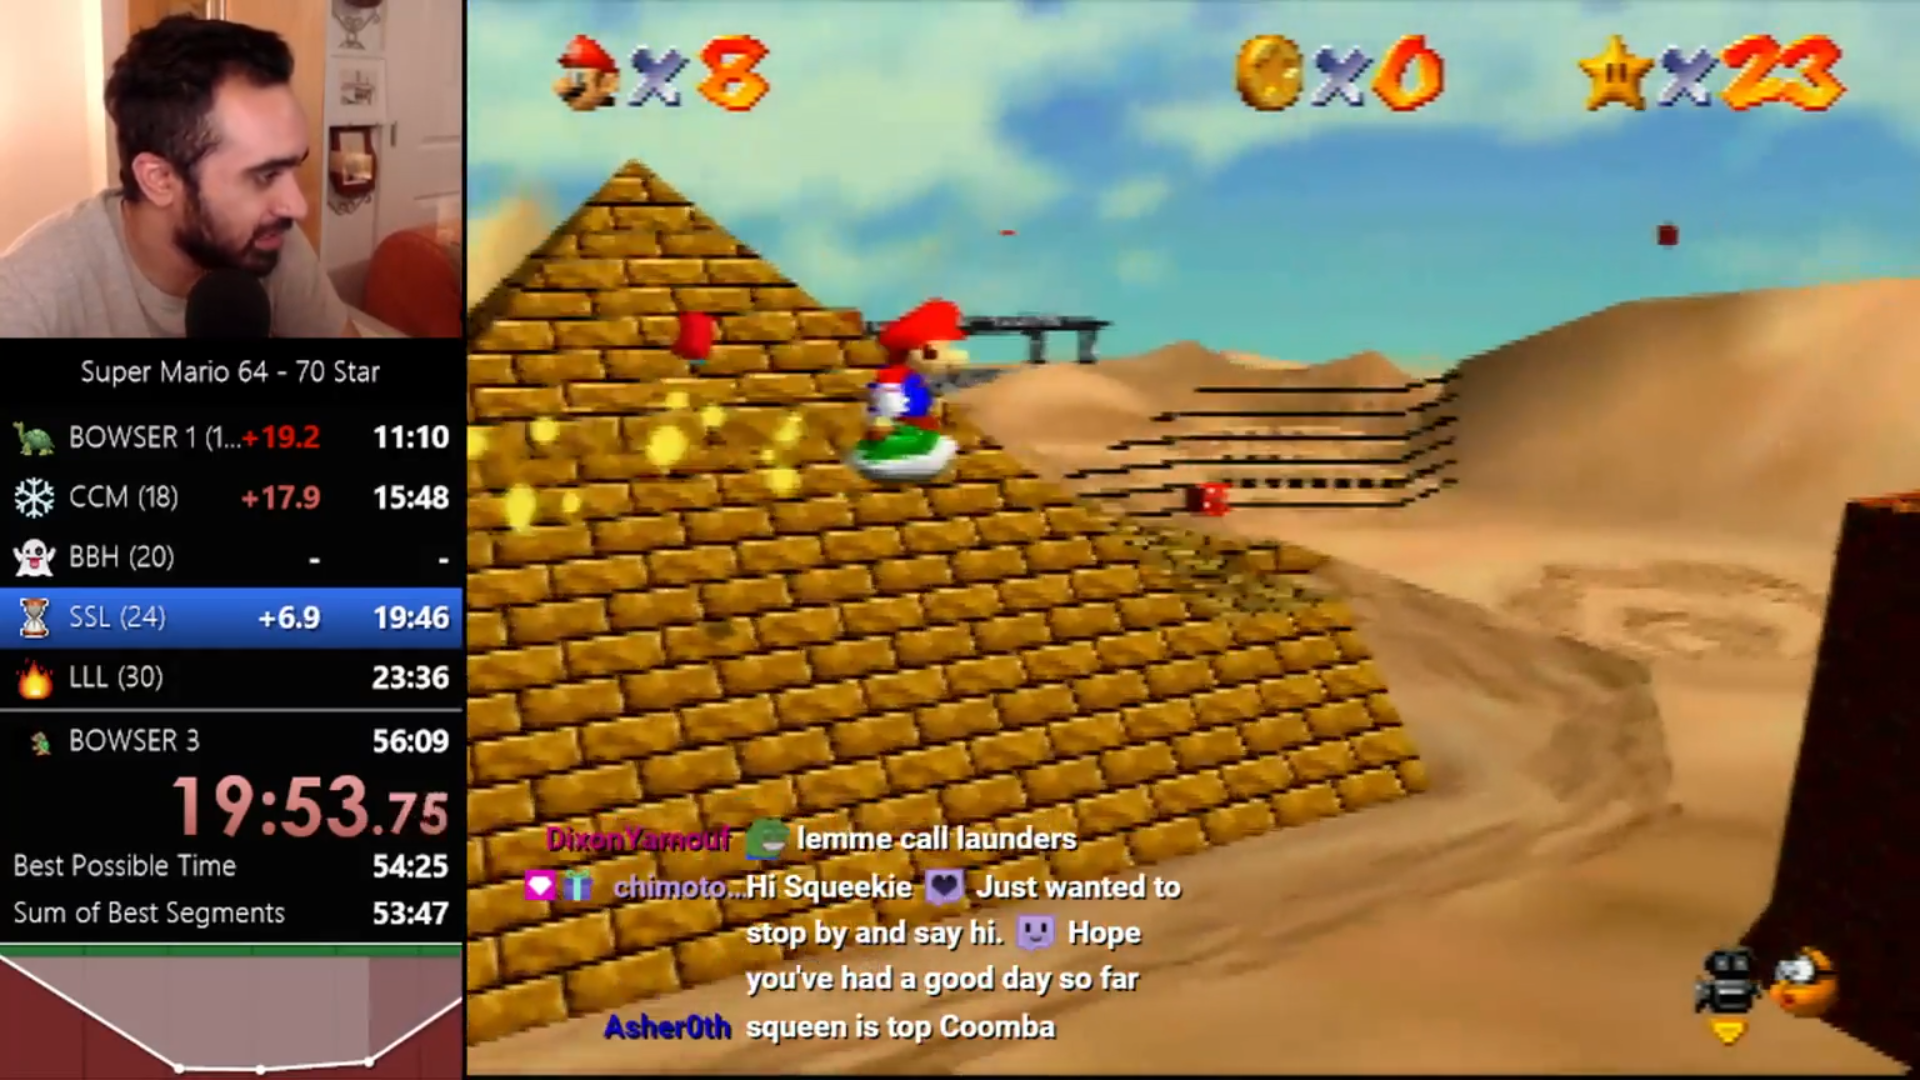 x 8
x 0
x 23
Super Mario 64 - 70 Star
BOWSER 1 (1... +19.2 11:10
CCM (18) +17.9 15:48
BBH (20) - -
SSL (24) +6.9 19:46
LLL (30) 23:36
BOWSER 3 56:09
19:53.75
Best Possible Time 54:25
Sum of Best Segments 53:47
DixonYamouf lemme call launders
chimoto... Hi Squeekie Just wanted to
stop by and say hi. Hope
you've had a good day so far
Asher0th squeen is top Coomba